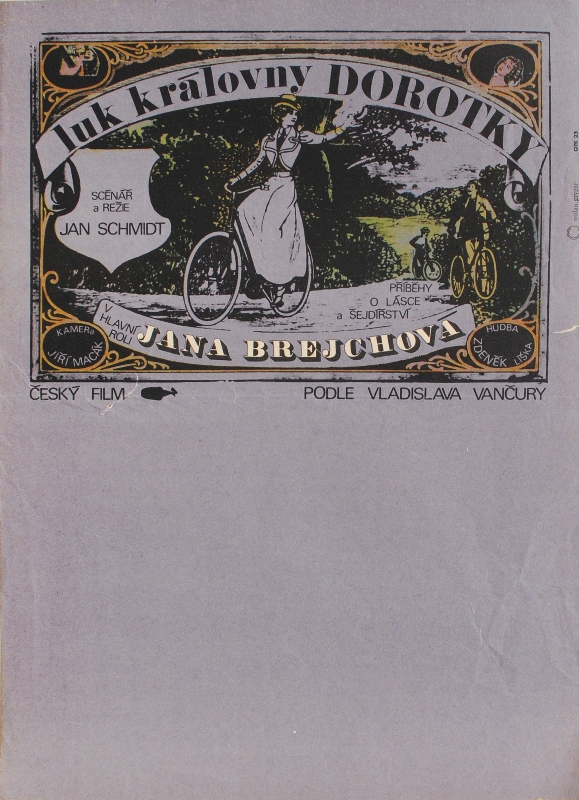 luk královny DOROTKY
SCÉNÁŘ
a REŽIE
JAN SCHMIDT
PŘÍBĚHY
O LÁSCE
a ŠEJDÍŘSTVÍ
V
HLAVNÍ
ROLI
JANA BREJCHOVÁ
KAMERA
JIŘÍ MACÁK
HUDBA
ZDENĚK LIŠKA
ČESKÝ FILM
PODLE VLADISLAVA VANČURY